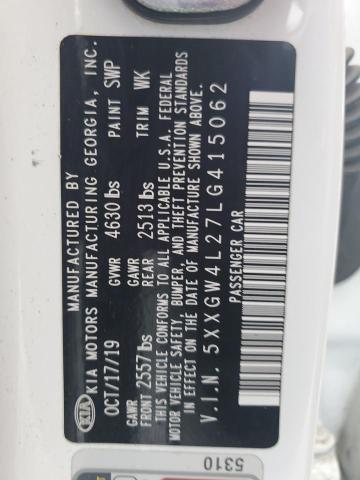 MANUFACTURED BY
KIA KIA MOTORS MANUFACTURING GEORGIA, INC.
OCT/17/19 GVWR 4630 lbs PAINT SWP
GAWR FRONT 2557 lbs GAWR REAR 2513 lbs TRIM WK
THIS VEHICLE CONFORMS TO ALL APPLICABLE U.S.A. FEDERAL
MOTOR VEHICLE SAFETY, BUMPER, AND THEFT PREVENTION STANDARDS
IN EFFECT ON THE DATE OF MANUFACTURE SHOWN ABOVE.
V.I.N. 5XXGW4L27LG415062
PASSENGER CAR
5310